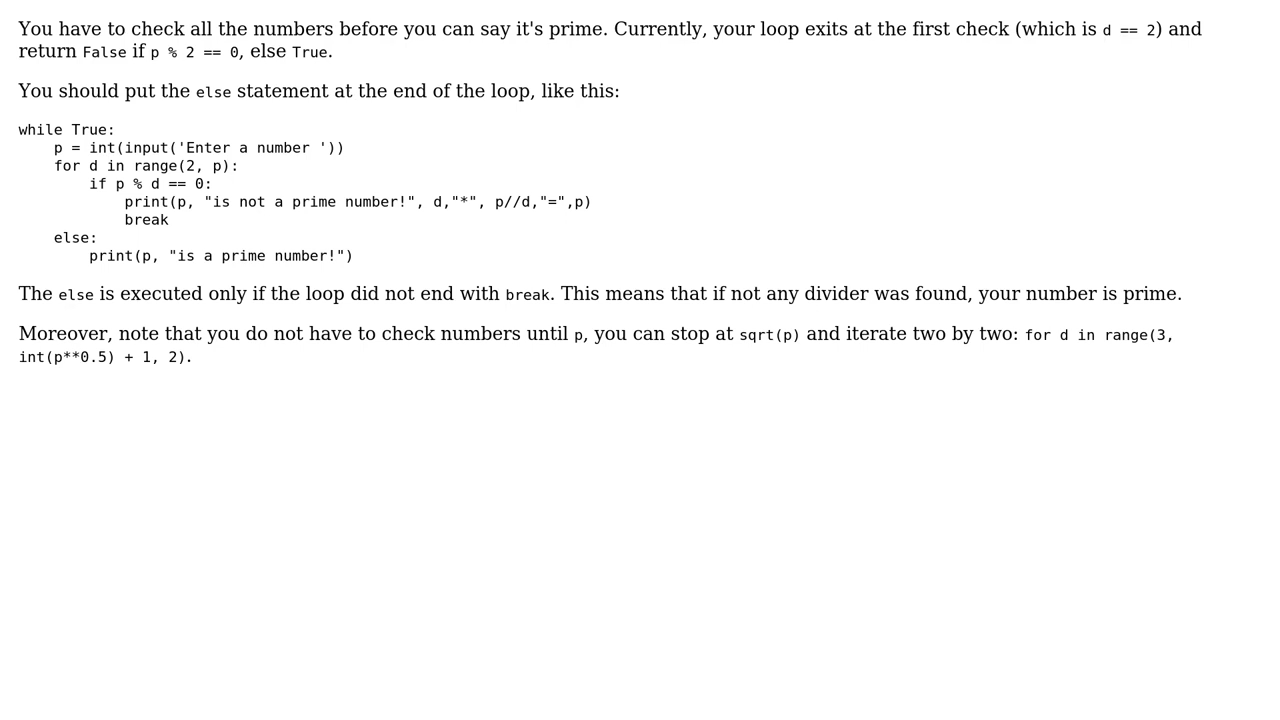 You have to check all the numbers before you can say it's prime. Currently, your loop exits at the first check (which is d == 2) and
return False if p % 2 == 0, else True.
You should put the else statement at the end of the loop, like this:
while True:
    p = int(input('Enter a number '))
    for d in range(2, p):
        if p % d == 0:
            print(p, "is not a prime number!", d,"*", p//d,"=",p)
            break
    else:
        print(p, "is a prime number!")
The else is executed only if the loop did not end with break. This means that if not any divider was found, your number is prime.
Moreover, note that you do not have to check numbers until p, you can stop at sqrt(p) and iterate two by two: for d in range(3,
int(p**0.5) + 1, 2).